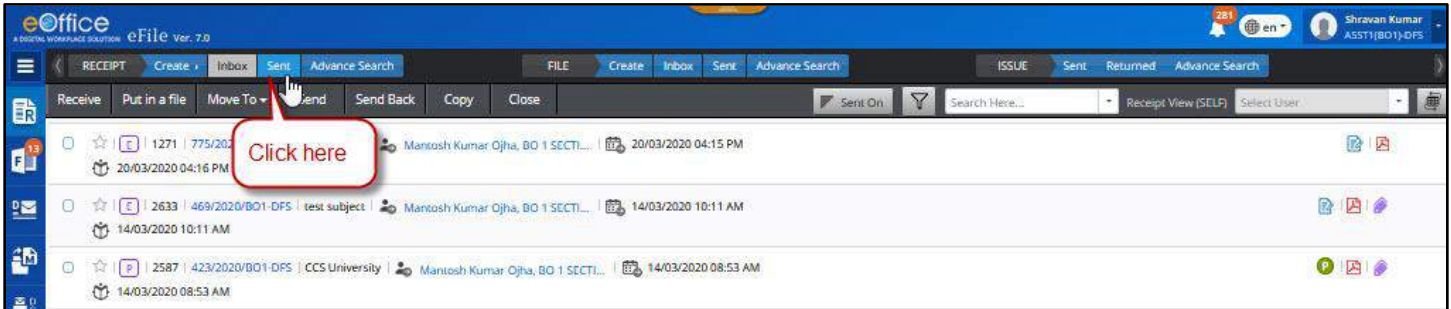 eOffice
A DIGITAL WORKPLACE SOLUTION
eFile Ver. 7.0
281
en
Shravan Kumar
ASST1(BO1)-DFS
RECEIPT Create Inbox Sent Advance Search FILE Create Inbox Sent Advance Search ISSUE Sent Returned Advance Search
Receive Put in a file Move To Send Send Back Copy Close Sent On Search Here... Receipt View (SELF) Select User
Click here
E 1271 775/202 Mantosh Kumar Ojha, BO 1 SECTI... 20/03/2020 04:15 PM
20/03/2020 04:16 PM
13
E 2633 469/2020/BO1-DFS test subject Mantosh Kumar Ojha, BO 1 SECTI... 14/03/2020 10:11 AM
14/03/2020 10:11 AM
P 2587 423/2020/BO1-DFS CCS University Mantosh Kumar Ojha, BO 1 SECTI... 14/03/2020 08:53 AM P
14/03/2020 08:53 AM